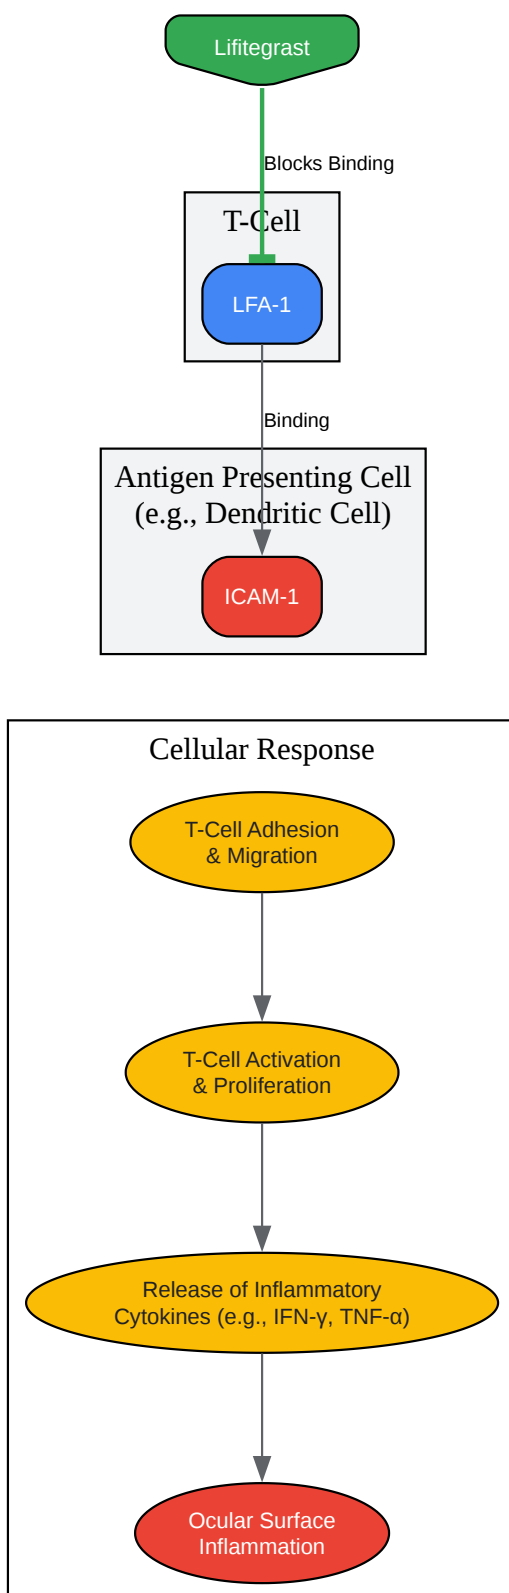 Lifitegrast
Blocks Binding
T-Cell
LFA-1
Binding
Antigen Presenting Cell
(e.g., Dendritic Cell)
ICAM-1
Cellular Response
T-Cell Adhesion
& Migration
T-Cell Activation
& Proliferation
Release of Inflammatory
Cytokines (e.g., IFN-γ, TNF-α)
Ocular Surface
Inflammation